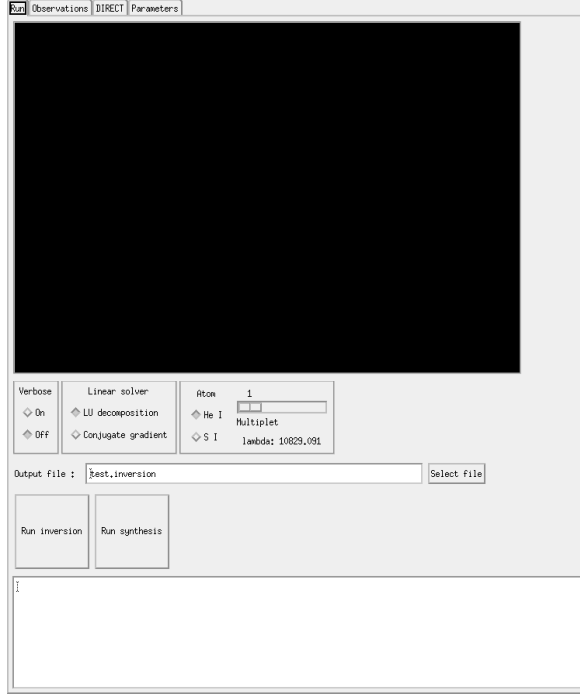 Run Observations DIRECT Parameters
Verbose Linear solver Atom 1
On LU decomposition He I
Multiplet
Off Conjugate gradient S I lambda: 10829.091
Output file : test.inversion Select file
Run inversion Run synthesis